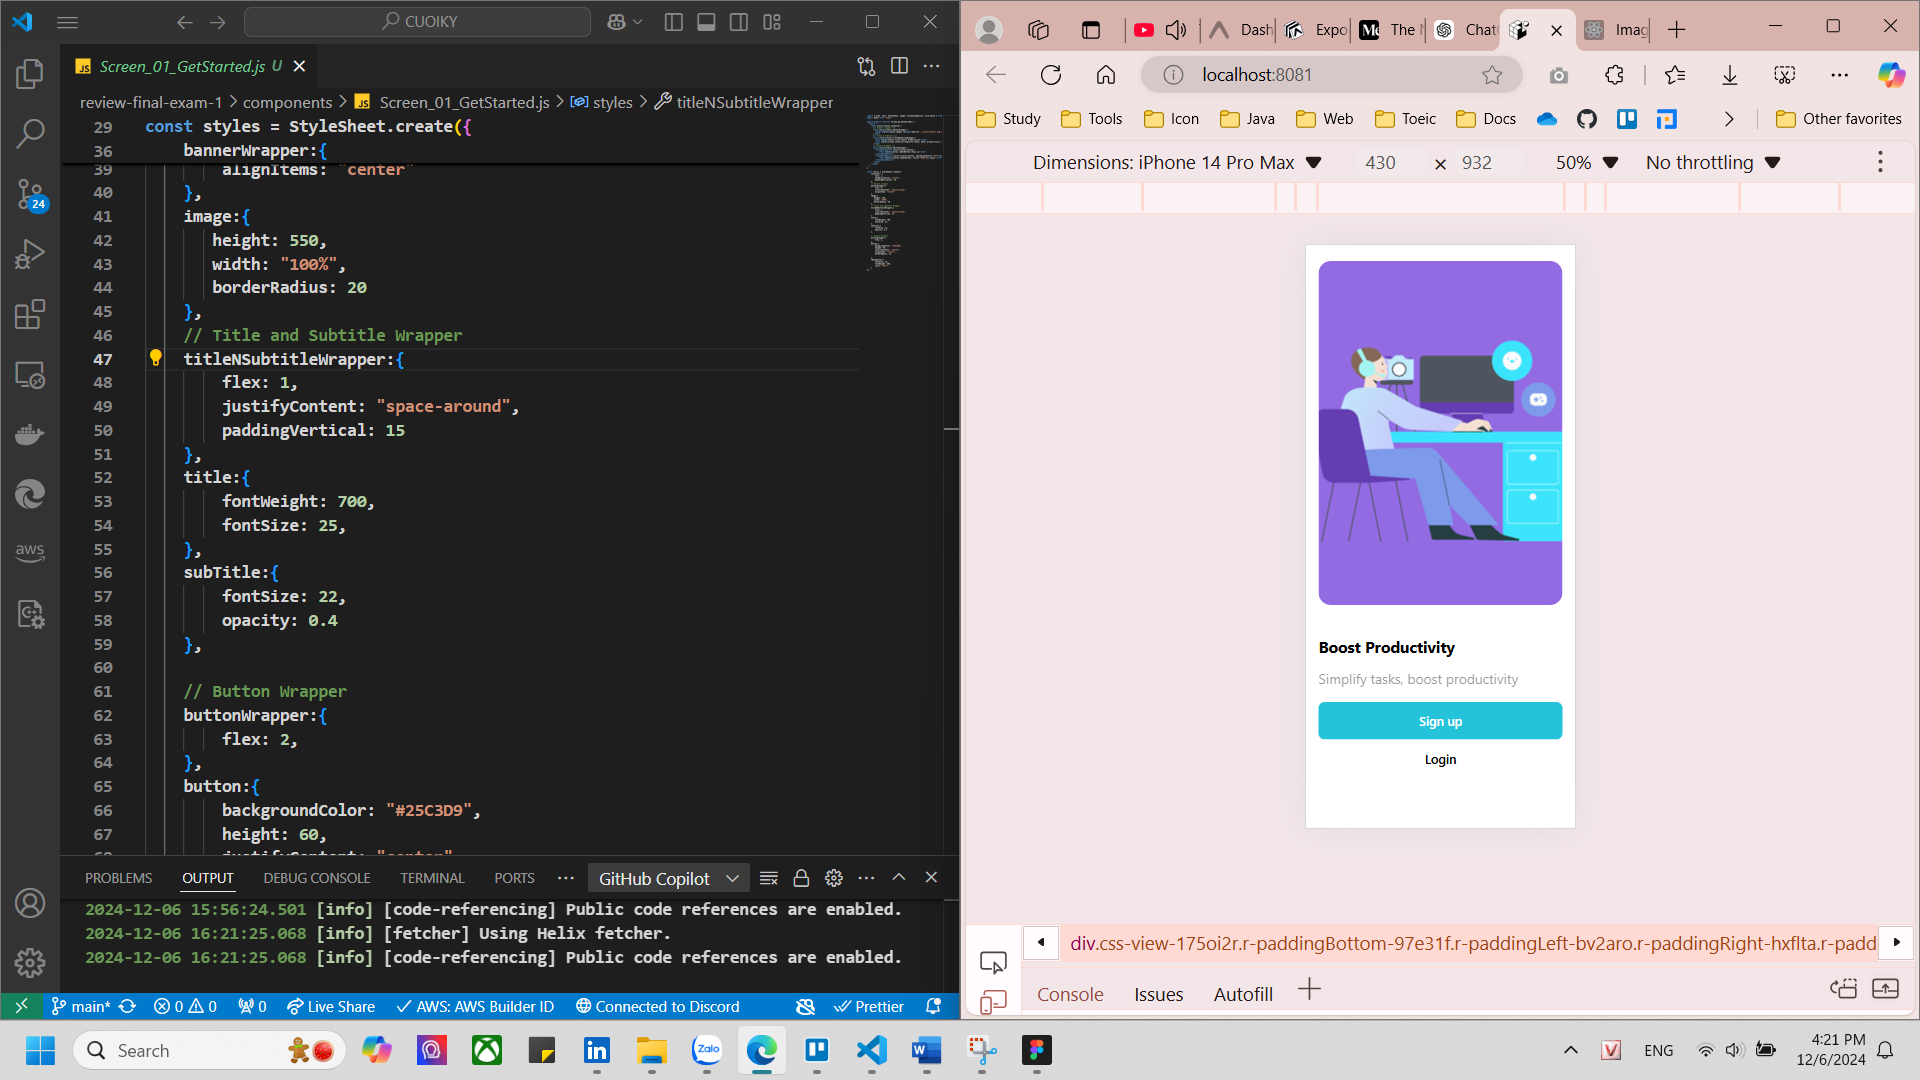 CUOIKY
Screen_01_GetStarted.js U
review-final-exam-1 > components > JS Screen_01_GetStarted.js > styles > titleNSubtitleWrapper
29 const styles = StyleSheet.create({
36 bannerWrapper:{
39 alignItems: "center"
40 },
41 image:{
42 height: 550,
43 width: "100%",
44 borderRadius: 20
45 },
46 // Title and Subtitle Wrapper
47 titleNSubtitleWrapper:{
48 flex: 1,
49 justifyContent: "space-around",
50 paddingVertical: 15
51 },
52 title:{
53 fontWeight: 700,
54 fontSize: 25,
55 },
56 subTitle:{
57 fontSize: 22,
58 opacity: 0.4
59 },
60
61 // Button Wrapper
62 buttonWrapper:{
63 flex: 2,
64 },
65 button:{
66 backgroundColor: "#25C3D9",
67 height: 60,
68 justifyContent: "center"
24
aws
PROBLEMS OUTPUT DEBUG CONSOLE TERMINAL PORTS GitHub Copilot
2024-12-06 15:56:24.501 [info] [code-referencing] Public code references are enabled.
2024-12-06 16:21:25.068 [info] [fetcher] Using Helix fetcher.
2024-12-06 16:21:25.068 [info] [code-referencing] Public code references are enabled.
main* 0 0 0 Live Share AWS: AWS Builder ID Connected to Discord Prettier
Dash Expo The Chat Imag
localhost:8081
Study Tools Icon Java Web Toeic Docs Other favorites
Dimensions: iPhone 14 Pro Max 430 × 932 50% No throttling
Boost Productivity
Simplify tasks, boost productivity
Sign up
Login
div.css-view-175oi2r.r-paddingBottom-97e31f.r-paddingLeft-bv2aro.r-paddingRight-hxflta.r-padd
Console Issues Autofill
Search
Zalo
ENG
4:21 PM
12/6/2024